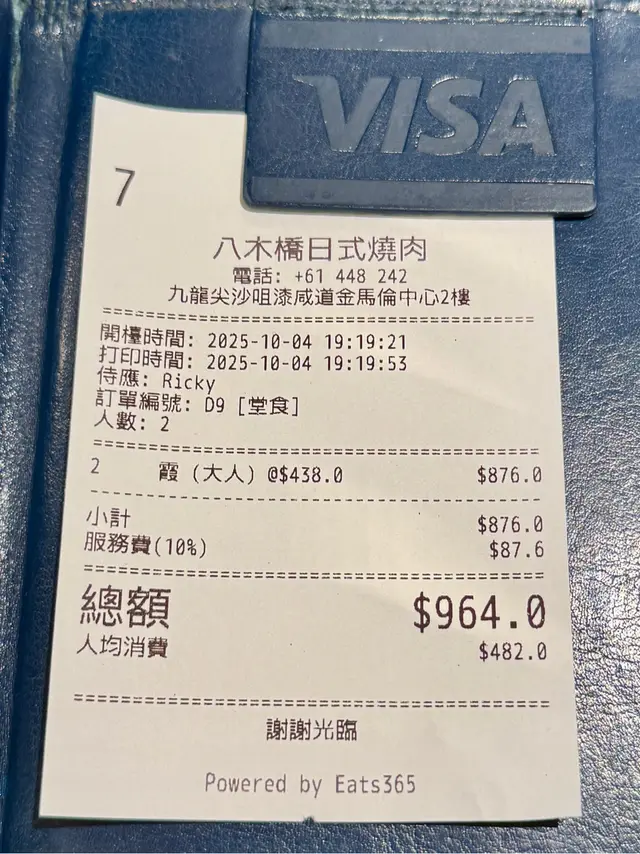 VISA
7
八木橋日式燒肉
電話: +61 448 242
九龍尖沙咀漆咸道金馬倫中心2樓
開檯時間: 2025-10-04 19:19:21
打印時間: 2025-10-04 19:19:53
侍應: Ricky
訂單編號: D9 [堂食]
人數: 2
2 霞 (大人) @$438.0 $876.0
小計 $876.0
服務費(10%) $87.6
總額 $964.0
人均消費 $482.0
謝謝光臨
Powered by Eats365